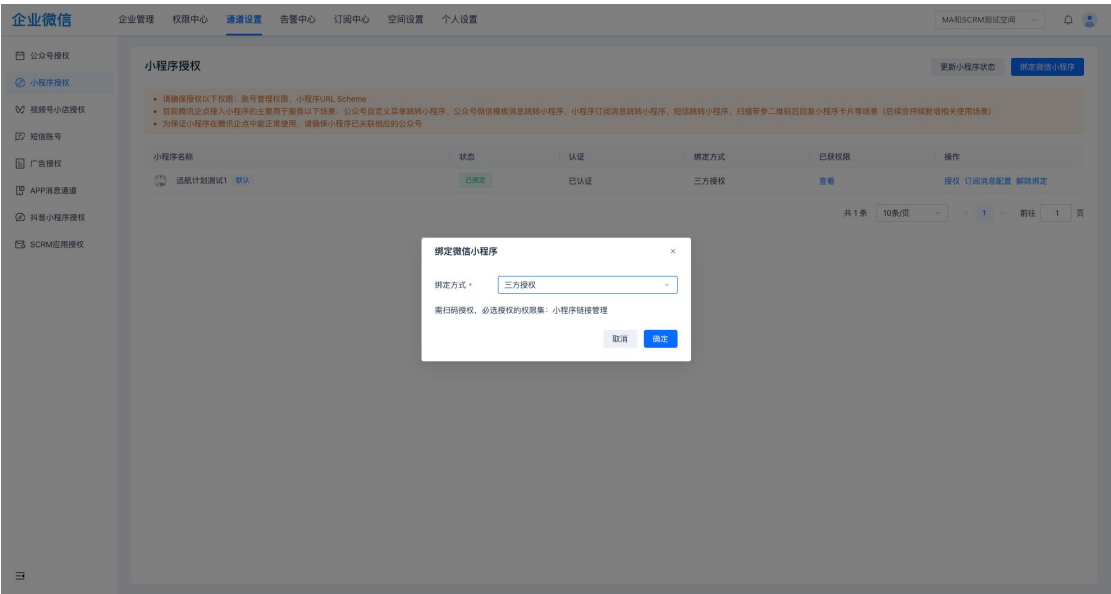 企业微信
企业管理 权限中心 通道设置 告警中心 订阅中心 空间设置 个人设置
MA和SCRM测试空间
公众号授权
小程序授权
视频号小店授权
短信账号
广告授权
APP消息通道
抖音小程序授权
SCRM应用授权
小程序授权
更新小程序状态 绑定微信小程序
• 请确保授权以下权限：账号管理权限、小程序URL Scheme
• 目前腾讯企点接入小程序的主要用于服务以下场景：公众号自定义菜单跳转小程序、公众号微信模板消息跳转小程序、小程序订阅消息跳转小程序、短信跳转小程序、扫描带参二维码后回复小程序卡片等场景（后续会持续新增相关使用场景）
• 为保证小程序在腾讯企点中能正常使用，请确保小程序已关联相应的公众号
小程序名称 状态 认证 绑定方式 已获权限 操作
远航计划测试1 默认 已绑定 已认证 三方授权 查看 授权 订阅消息配置 解除绑定
共 1 条 10条/页 1 前往 1 页
绑定微信小程序 ×
绑定方式 * 三方授权
需扫码授权，必选授权的权限集：小程序链接管理
取消 确定